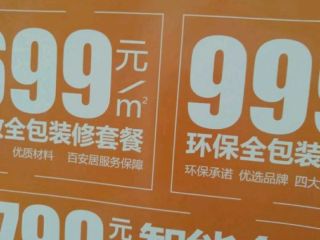 699元/m²
全包装修套餐
优质材料 百安居服务保障
999
环保全包装
环保承诺 优选品牌 四大
799元